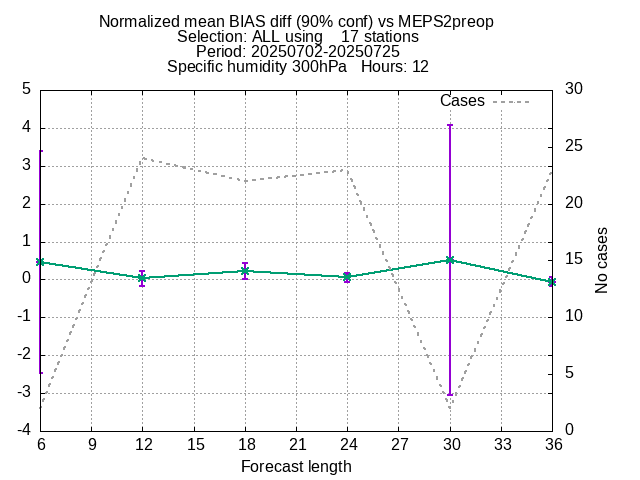 Normalized mean BIAS diff (90% conf) vs MEPS2preop
Selection: ALL using    17 stations
Period: 20250702-20250725
Specific humidity 300hPa   Hours: 12
Cases
5
4
3
2
1
0
-1
-2
-3
-4
30
25
20
15
10
5
0
No cases
6 9 12 15 18 21 24 27 30 33 36
Forecast length